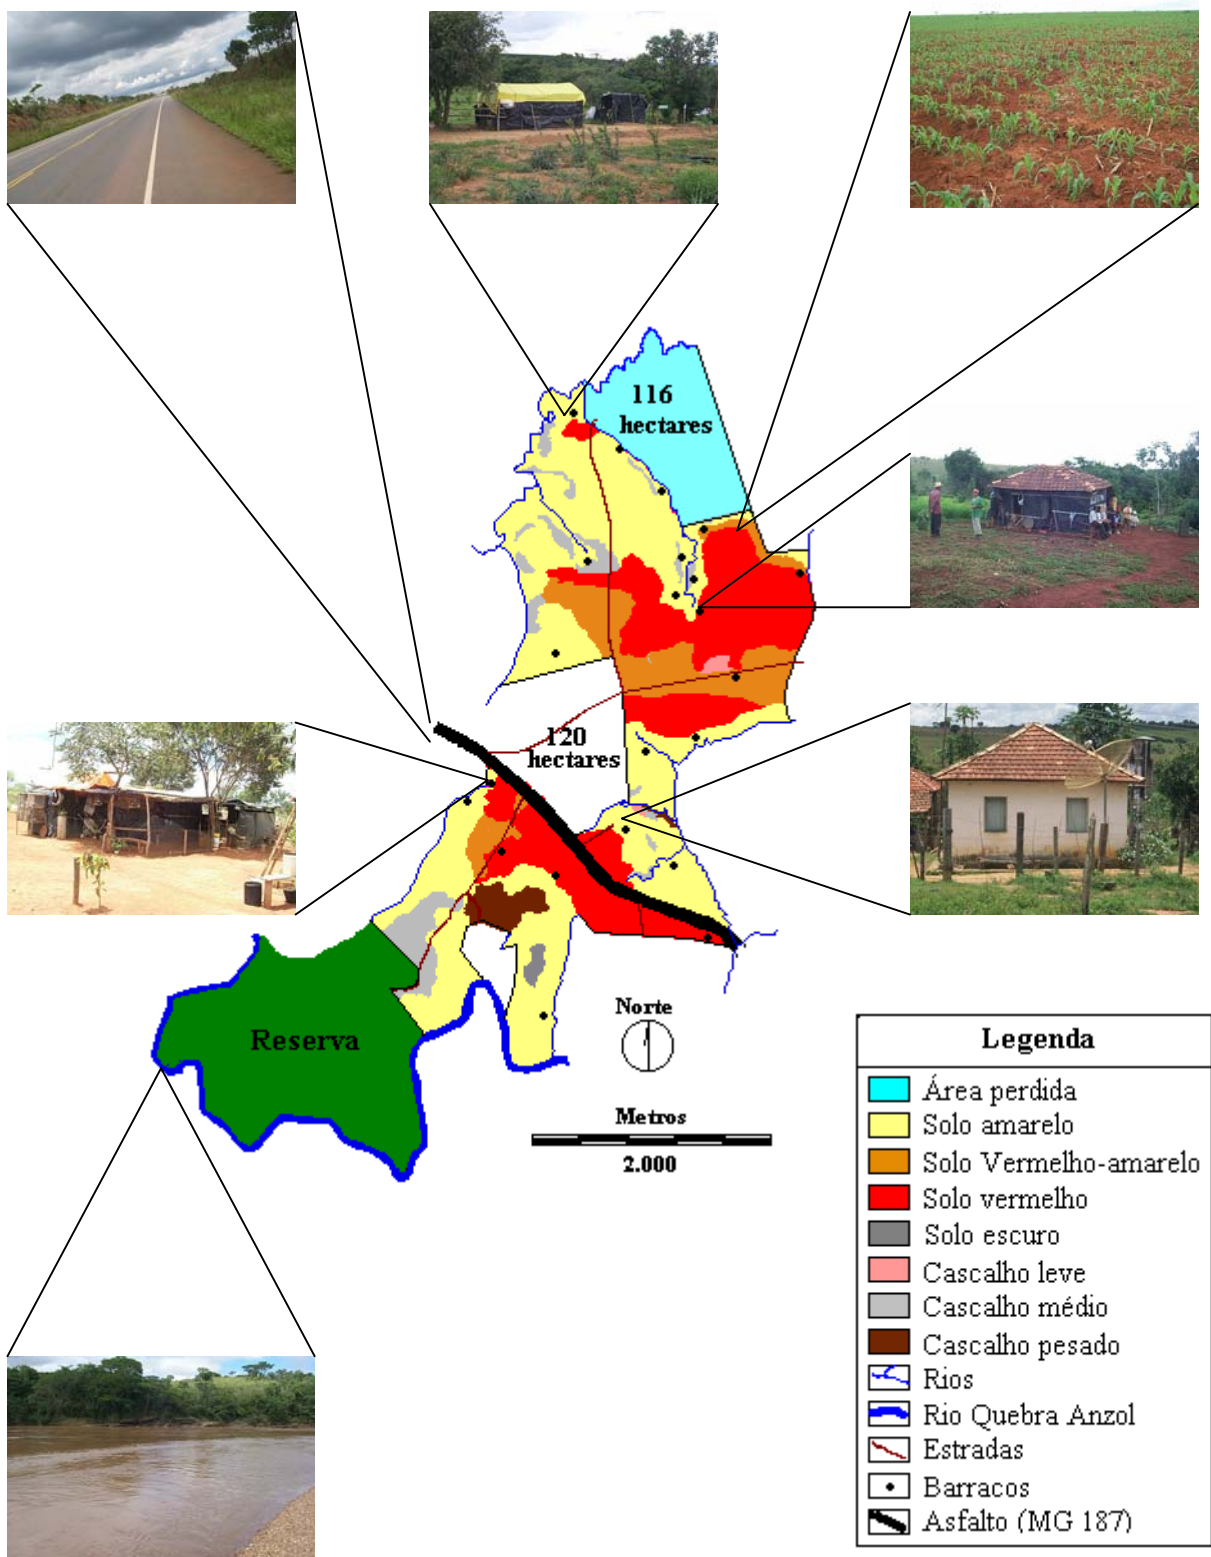 116
hectares
120
hectares
Reserva
Norte
Metros
2.000
Legenda
Área perdida
Solo amarelo
Solo Vermelho-amarelo
Solo vermelho
Solo escuro
Cascalho leve
Cascalho médio
Cascalho pesado
Rios
Rio Quebra Anzol
Estradas
Barracos
Asfalto (MG 187)